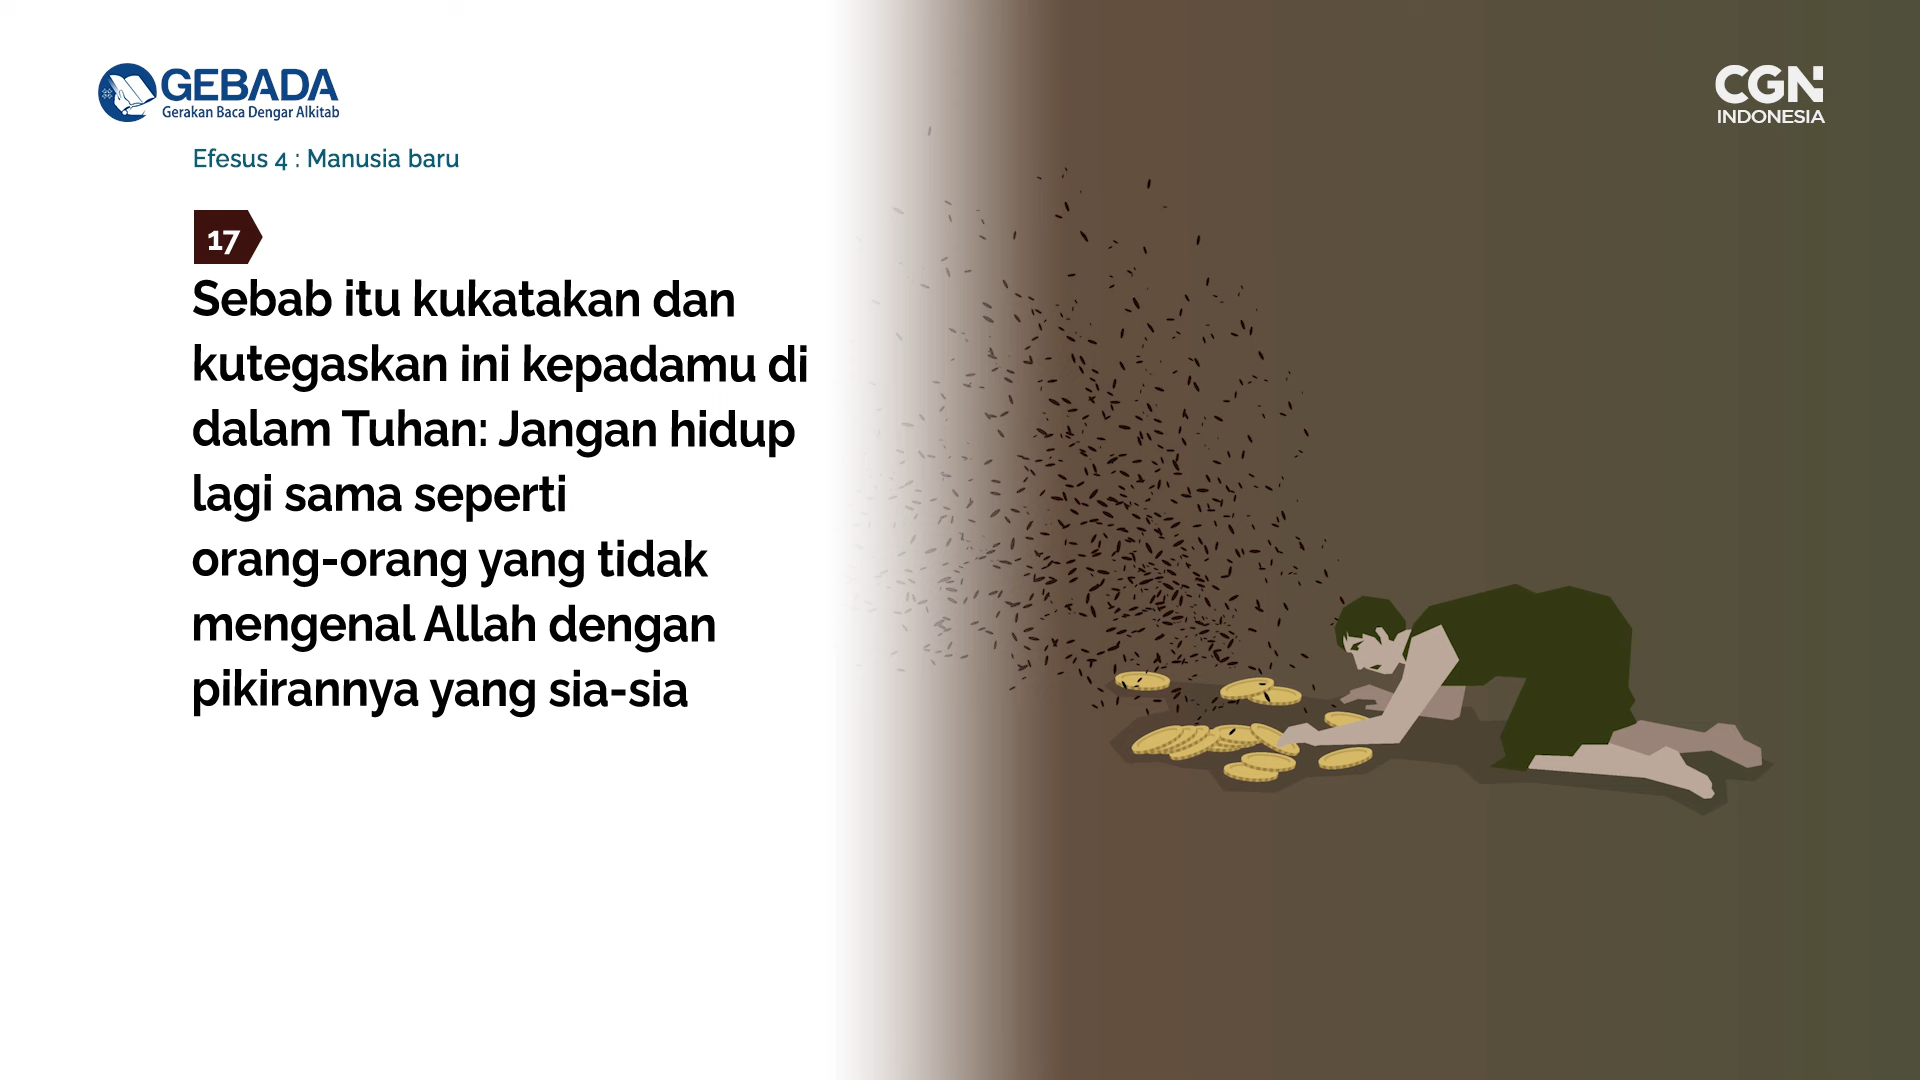 GEBADA
Gerakan Baca Dengar Alkitab
CGN
INDONESIA
Efesus 4 : Manusia baru
17
Sebab itu kukatakan dan
kutegaskan ini kepadamu di
dalam Tuhan: Jangan hidup
lagi sama seperti
orang-orang yang tidak
mengenal Allah dengan
pikirannya yang sia-sia